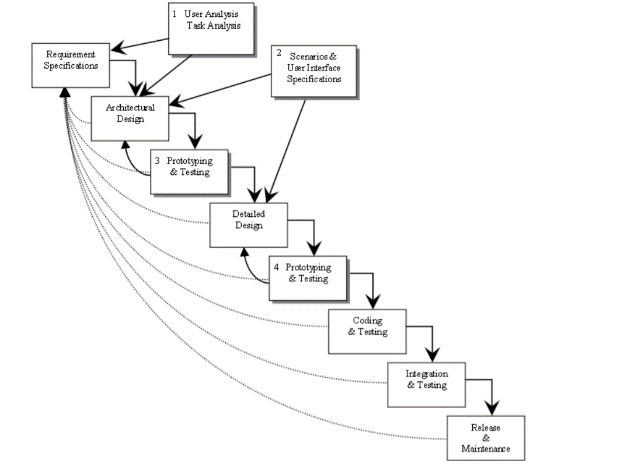 1 User Analysis
Task Analysis
Requirement
Specifications
2 Scenarios &
User Interface
Specifications
Architectural
Design
3 Prototyping
& Testing
Detailed
Design
4 Prototyping
& Testing
Coding
& Testing
Integration
& Testing
Release
&
Maintenance